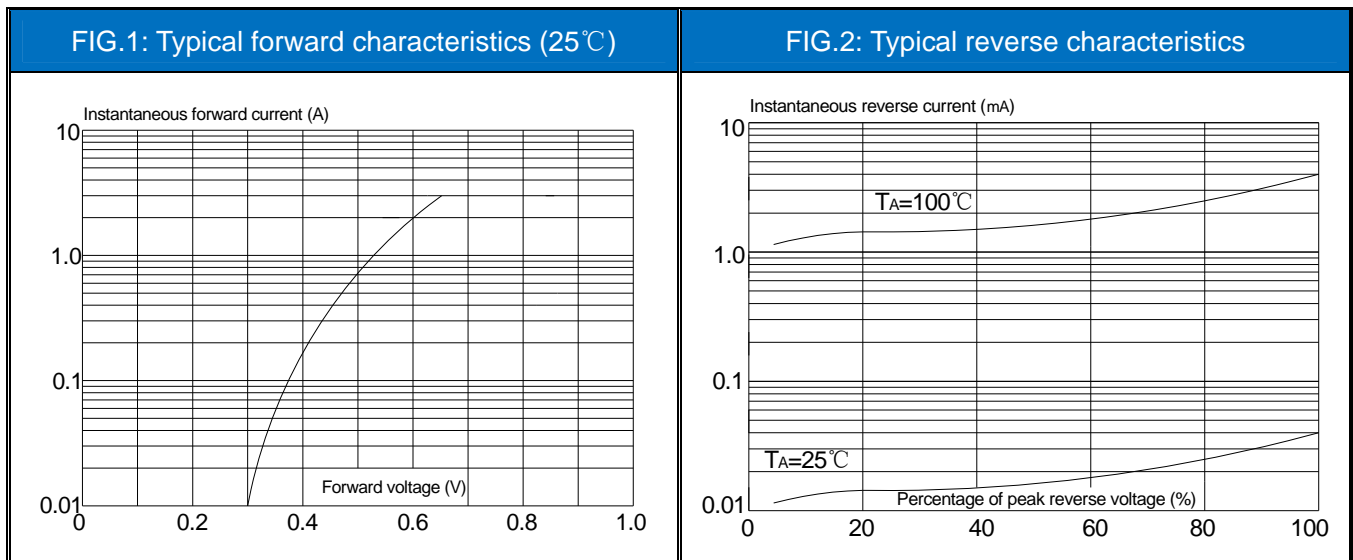 FIG.1: Typical forward characteristics (25℃)
Instantaneous forward current (A)
10
1.0
0.1
0.01
Forward voltage (V)
0 0.2 0.4 0.6 0.8 1.0
FIG.2: Typical reverse characteristics
Instantaneous reverse current (mA)
10
TA=100℃
1.0
0.1
TA=25℃
0.01
Percentage of peak reverse voltage (%)
0 20 40 60 80 100